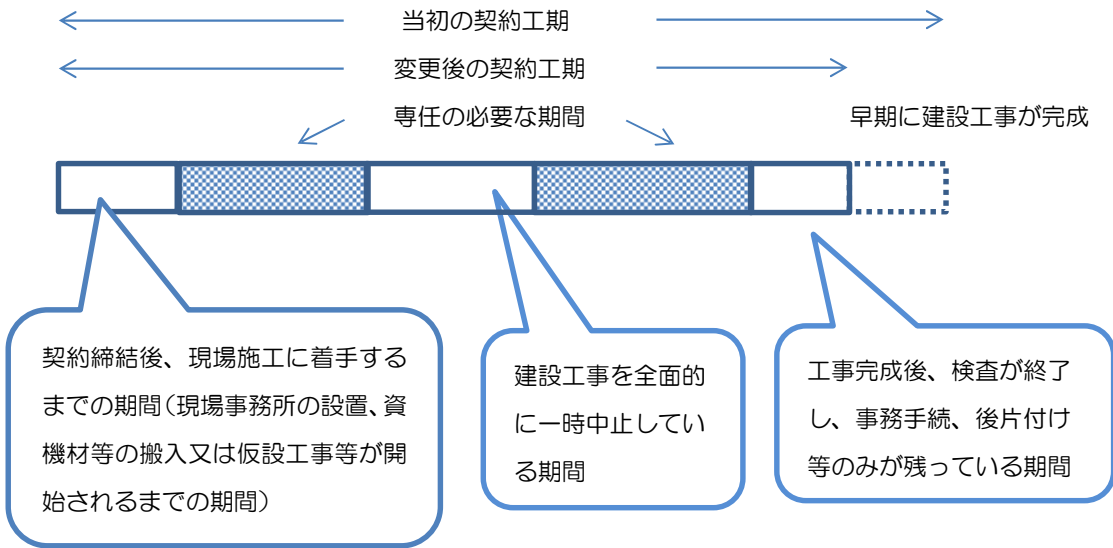 当初の契約工期
変更後の契約工期
専任の必要な期間
早期に建設工事が完成
契約締結後、現場施工に着手する
までの期間（現場事務所の設置、資
機材等の搬入又は仮設工事等が開
始されるまでの期間）
建設工事を全面的
に一時中止してい
る期間
工事完成後、検査が終了
し、事務手続、後片付け
等のみが残っている期間